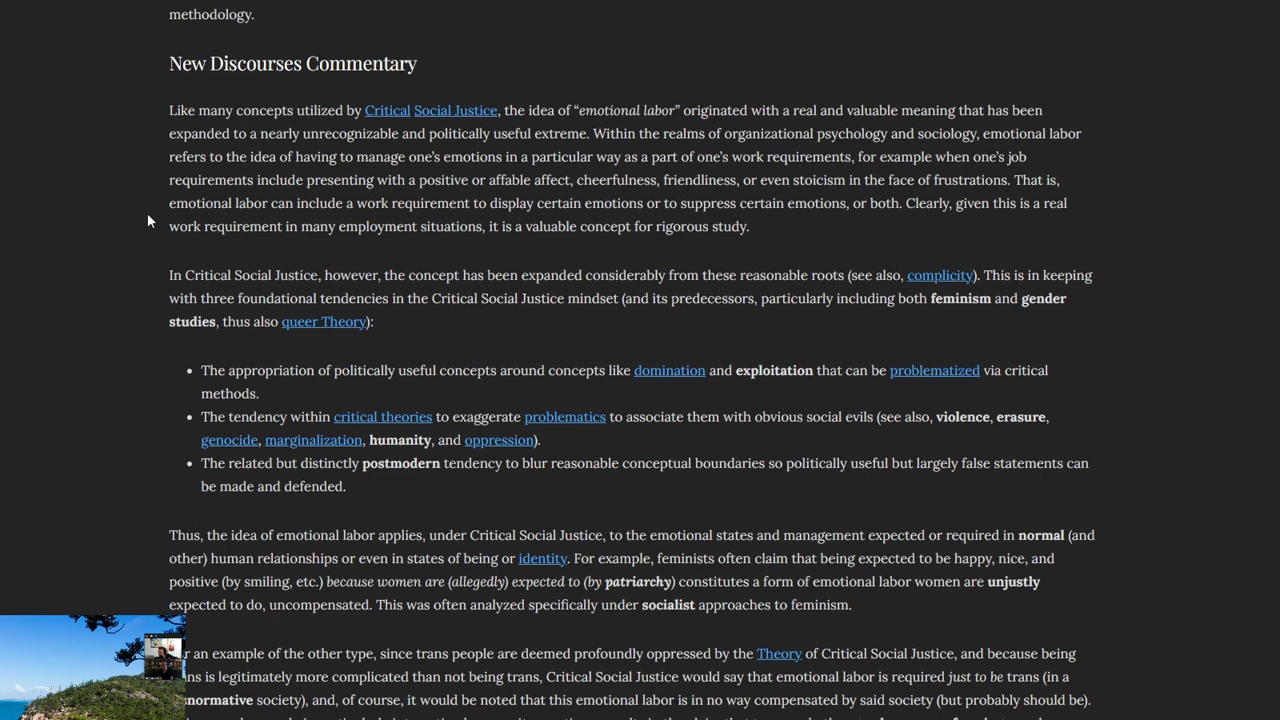 methodology.
New Discourses Commentary
Like many concepts utilized by Critical Social Justice, the idea of “emotional labor” originated with a real and valuable meaning that has been
expanded to a nearly unrecognizable and politically useful extreme. Within the realms of organizational psychology and sociology, emotional labor
refers to the idea of having to manage one’s emotions in a particular way as a part of one’s work requirements, for example when one’s job
requirements include presenting with a positive or affable affect, cheerfulness, friendliness, or even stoicism in the face of frustrations. That is,
emotional labor can include a work requirement to display certain emotions or to suppress certain emotions, or both. Clearly, given this is a real
work requirement in many employment situations, it is a valuable concept for rigorous study.
In Critical Social Justice, however, the concept has been expanded considerably from these reasonable roots (see also, complicity). This is in keeping
with three foundational tendencies in the Critical Social Justice mindset (and its predecessors, particularly including both feminism and gender
studies, thus also queer Theory):
• The appropriation of politically useful concepts around concepts like domination and exploitation that can be problematized via critical
methods.
• The tendency within critical theories to exaggerate problematics to associate them with obvious social evils (see also, violence, erasure,
genocide, marginalization, humanity, and oppression).
• The related but distinctly postmodern tendency to blur reasonable conceptual boundaries so politically useful but largely false statements can
be made and defended.
Thus, the idea of emotional labor applies, under Critical Social Justice, to the emotional states and management expected or required in normal (and
other) human relationships or even in states of being or identity. For example, feminists often claim that being expected to be happy, nice, and
positive (by smiling, etc.) because women are (allegedly) expected to (by patriarchy) constitutes a form of emotional labor women are unjustly
expected to do, uncompensated. This was often analyzed specifically under socialist approaches to feminism.
an example of the other type, since trans people are deemed profoundly oppressed by the Theory of Critical Social Justice, and because being
is legitimately more complicated than not being trans, Critical Social Justice would say that emotional labor is required just to be trans (in a
normative society), and, of course, it would be noted that this emotional labor is in no way compensated by said society (but probably should be).